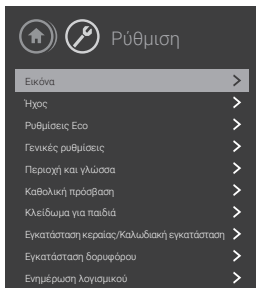 Ρύθμιση
Εικόνα
Ήχος
Ρυθμίσεις Eco
Γενικές ρυθμίσεις
Περιοχή και γλώσσα
Καθολική πρόσβαση
Κλείδωμα για παιδιά
Εγκατάσταση κεραίας/Καλωδιακή εγκατάσταση
Εγκατάσταση δορυφόρου
Ενημέρωση λογισμικού